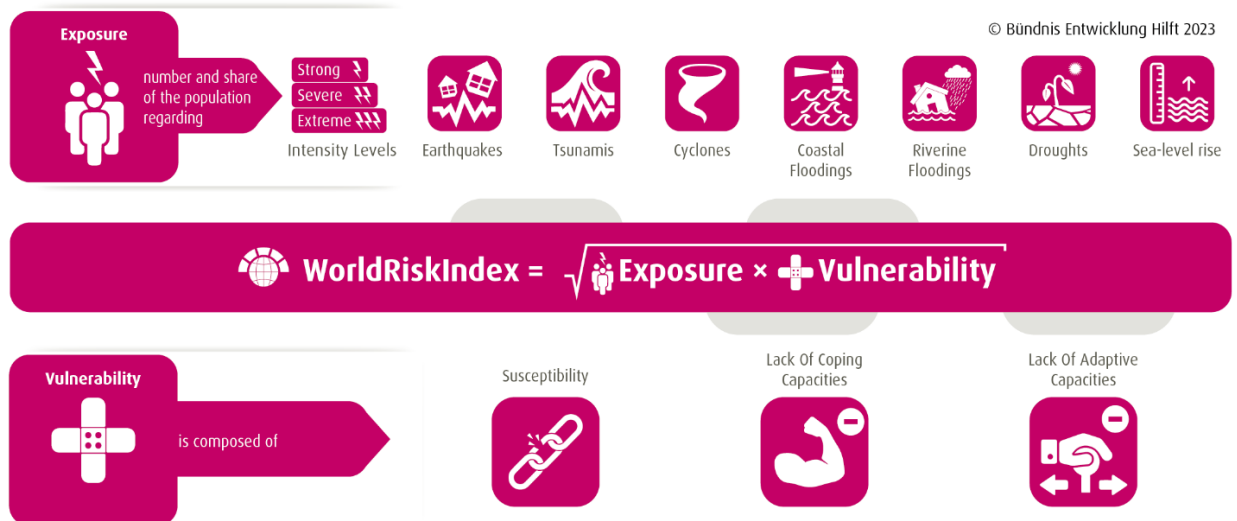 © Bündnis Entwicklung Hilft 2023
Exposure
number and share
of the population
regarding
Strong
Severe
Extreme
Intensity Levels
Earthquakes
Tsunamis
Cyclones
Coastal
Floodings
Riverine
Floodings
Droughts
Sea-level rise
WorldRiskIndex = √ Exposure × Vulnerability
Vulnerability
is composed of
Susceptibility
Lack Of Coping
Capacities
Lack Of Adaptive
Capacities